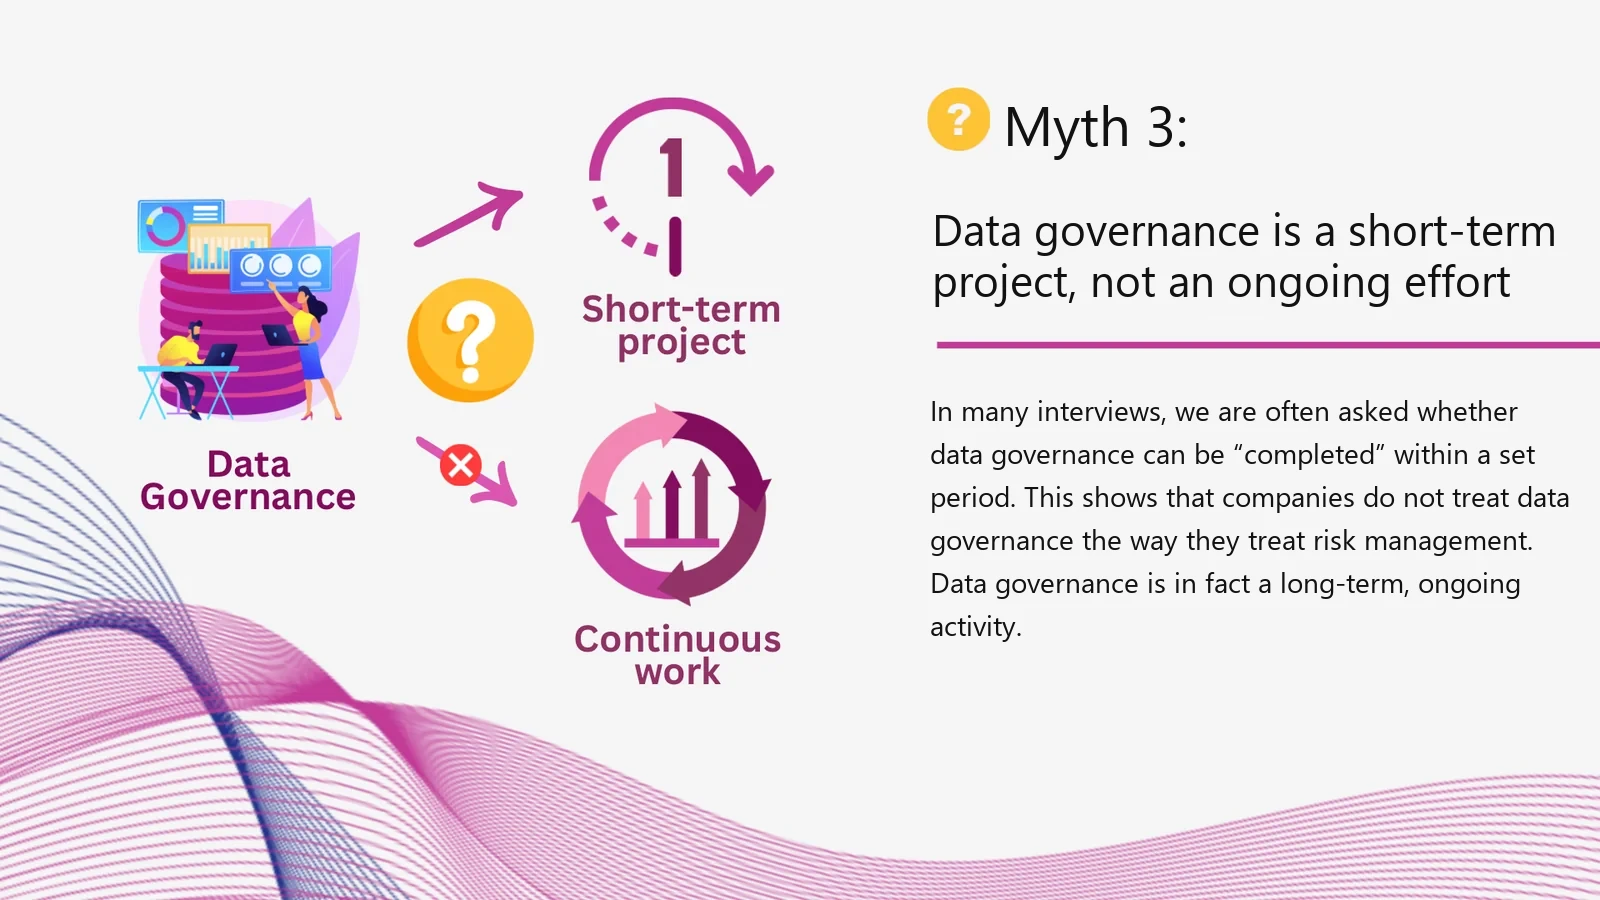 ? Myth 3:
Data governance is a short-term
project, not an ongoing effort
In many interviews, we are often asked whether
data governance can be “completed” within a set
period. This shows that companies do not treat data
governance the way they treat risk management.
Data governance is in fact a long-term, ongoing
activity.
Data
Governance
?
1
Short-term
project
Continuous
work